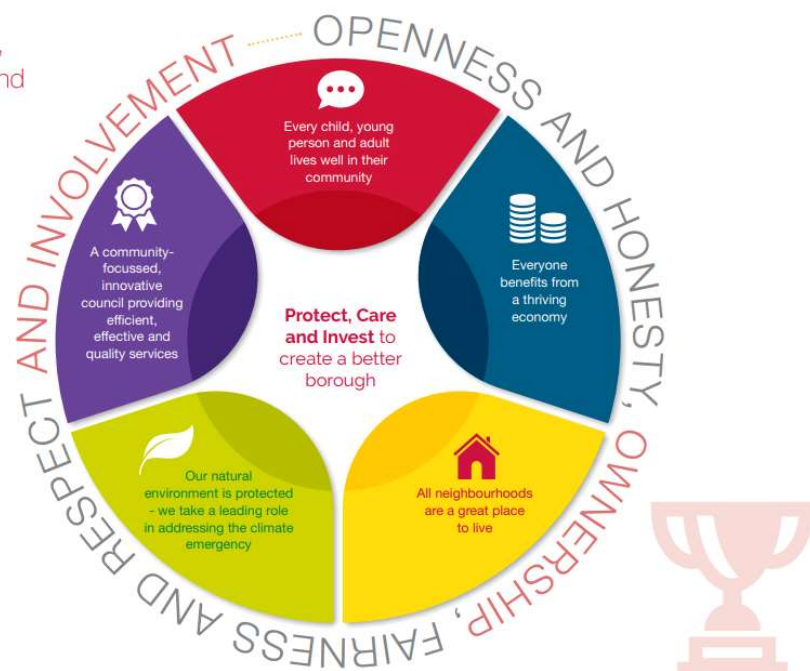 nd
OPENNESS AND HONESTY, OWNERSHIP, FAIRNESS AND RESPECT AND INVOLVEMENT
Every child, young
person and adult
lives well in their
community
Everyone
benefits from
a thriving
economy
All neighbourhoods
are a great place
to live
Our natural
environment is protected
- we take a leading role
in addressing the climate
emergency
A community-
focussed,
innovative
council providing
efficient,
effective and
quality services
Protect, Care
and Invest to
create a better
borough